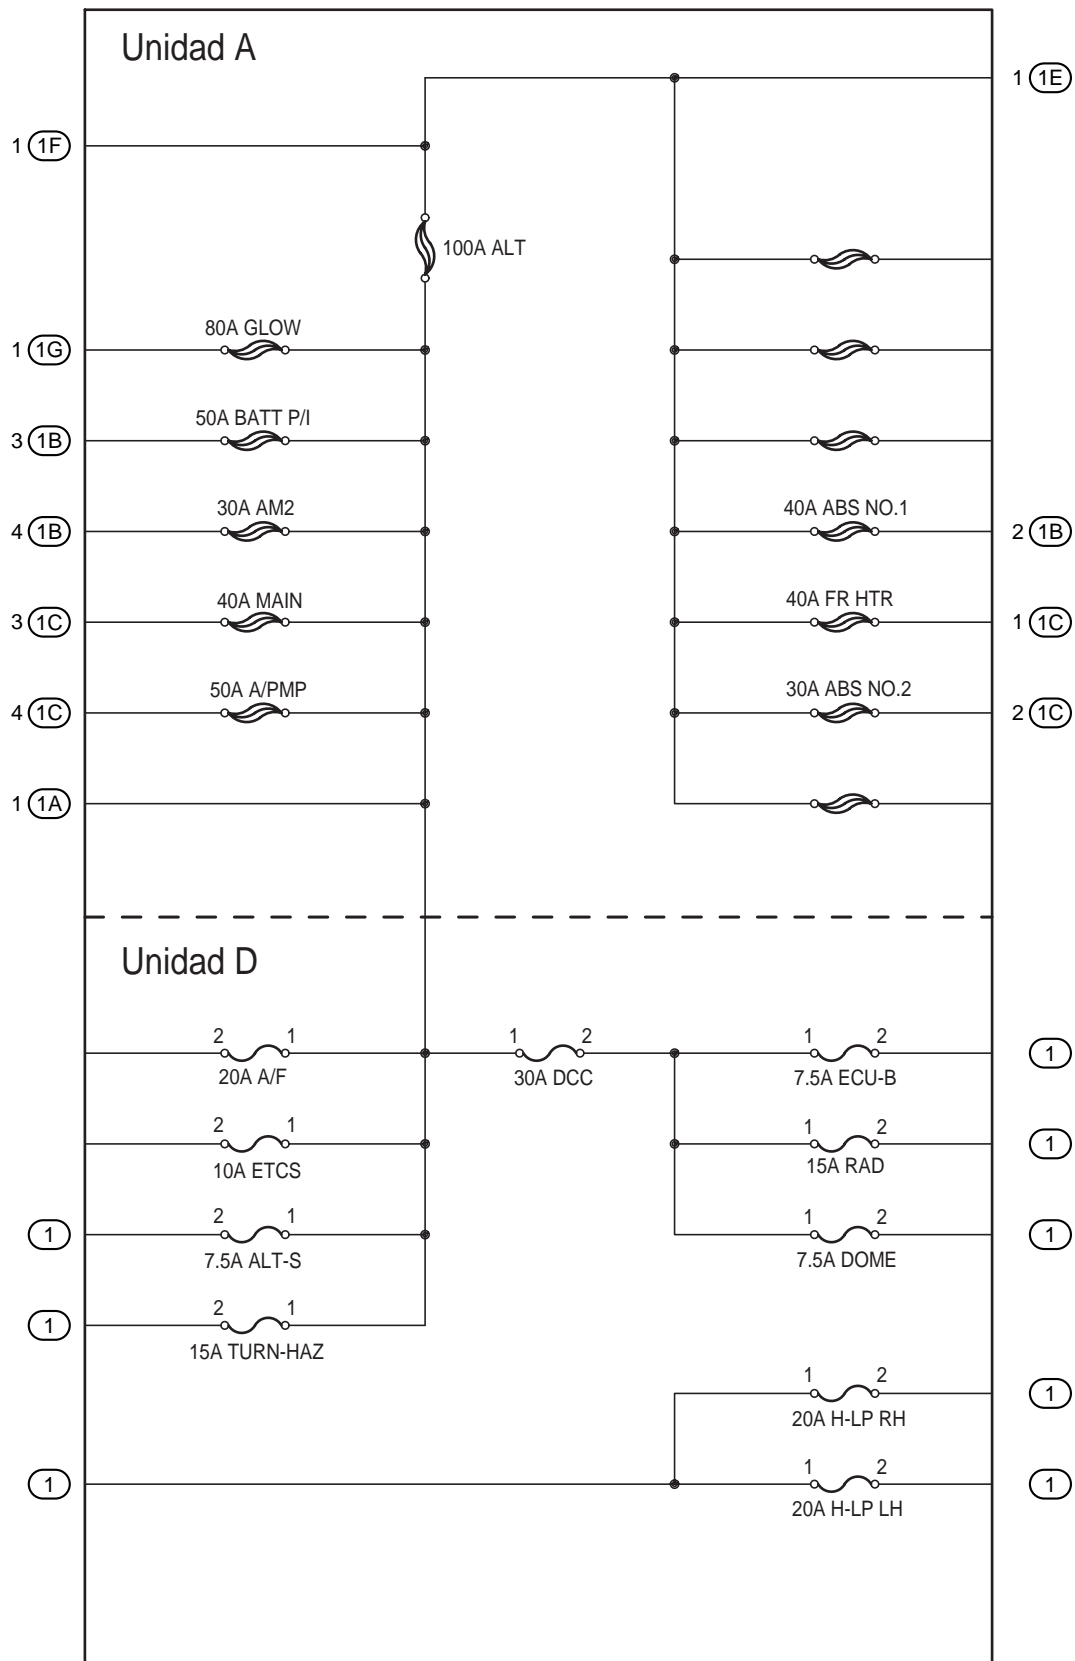 Unidad A
1 1E
1 1F
100A ALT
80A GLOW
1 1G
50A BATT P/I
3 1B
30A AM2
40A ABS NO.1
4 1B
2 1B
40A MAIN
40A FR HTR
3 1C
1 1C
50A A/PMP
30A ABS NO.2
4 1C
2 1C
1 1A
Unidad D
2 1
1 2
1 2
1
20A A/F
30A DCC
7.5A ECU-B
2 1
1 2
1
10A ETCS
15A RAD
2 1
1 2
1
1
7.5A ALT-S
7.5A DOME
2 1
1
15A TURN-HAZ
1 2
1
20A H-LP RH
1 2
1
1
20A H-LP LH